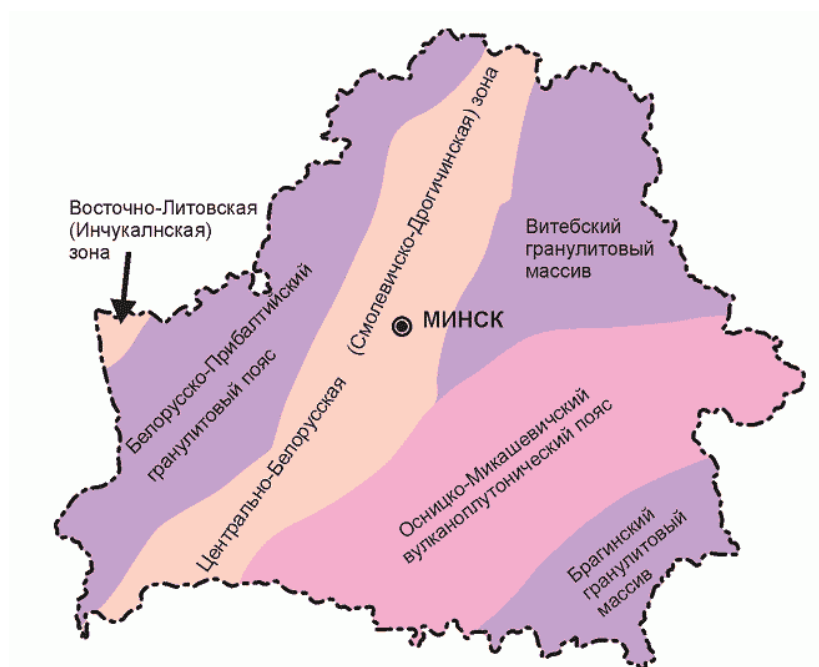 Восточно-Литовская
(Инчукалнская)
зона
Белорусско-Прибалтийский
гранулитовый пояс
Центрально-Белорусская (Смолевичско-Дрогичинская) зона
Витебский
гранулитовый
массив
МИНСК
Осницко-Микашевичский
вулканоплутонический пояс
Брагинский
гранулитовый
массив